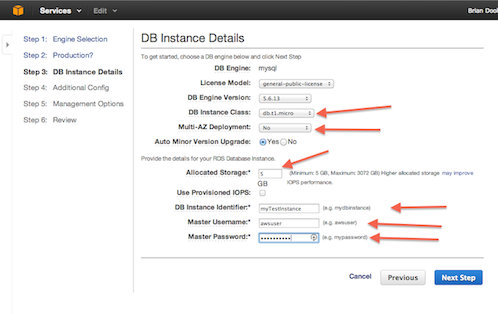 Services Edit Brian Dool
Step 1: Engine Selection
Step 2: Production?
Step 3: DB Instance Details
Step 4: Additional Config
Step 5: Management Options
Step 6: Review
DB Instance Details
To get started, choose a DB engine below and click Next Step
DB Engine: mysql
License Model: general-public-license
DB Engine Version: 5.6.13
DB Instance Class: db.t1.micro
Multi-AZ Deployment: No
Auto Minor Version Upgrade: Yes No
Provide the details for your RDS Database Instance.
Allocated Storage:* 5 (Minimum: 5 GB, Maximum: 3072 GB) Higher allocated storage may improve
GB IOPS performance.
Use Provisioned IOPS:
DB Instance Identifier:* myTestInstance (e.g. mydbinstance)
Master Username:* awsuser (e.g. awsuser)
Master Password:* •••••••••• (e.g. mypassword)
Cancel Previous Next Step